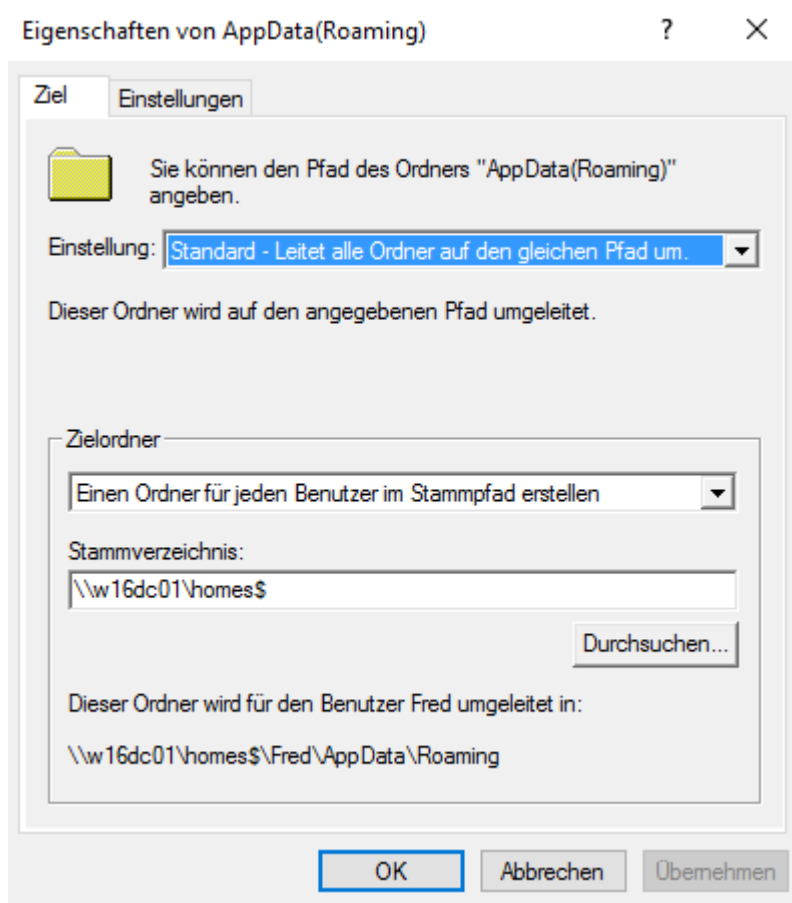 Eigenschaften von AppData(Roaming)
?
Ziel
Einstellungen
Sie können den Pfad des Ordners "AppData(Roaming)"
angeben.
Einstellung: Standard - Leitet alle Ordner auf den gleichen Pfad um.
Dieser Ordner wird auf den angegebenen Pfad umgeleitet.
Zielordner
Einen Ordner für jeden Benutzer im Stammpfad erstellen
Stammverzeichnis:
\\w16dc01\homes$
Durchsuchen...
Dieser Ordner wird für den Benutzer Fred umgeleitet in:
\\w16dc01\homes$\Fred\AppData\Roaming
OK Abbrechen Übernehmen